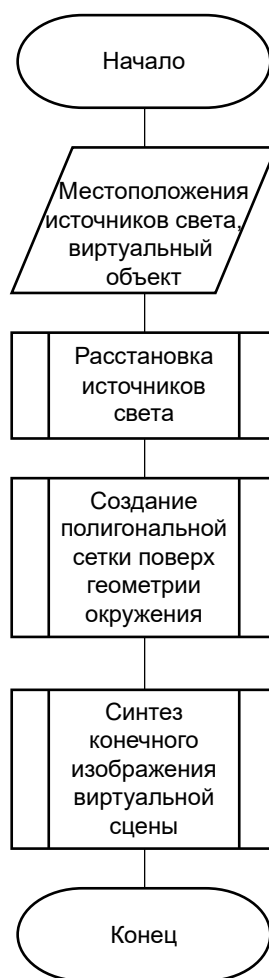 Начало
Местоположения
источников света,
виртуальный
объект
Расстановка
источников
света
Создание
полигональной
сетки поверх
геометрии
окружения
Синтез
конечного
изображения
виртуальной
сцены
Конец